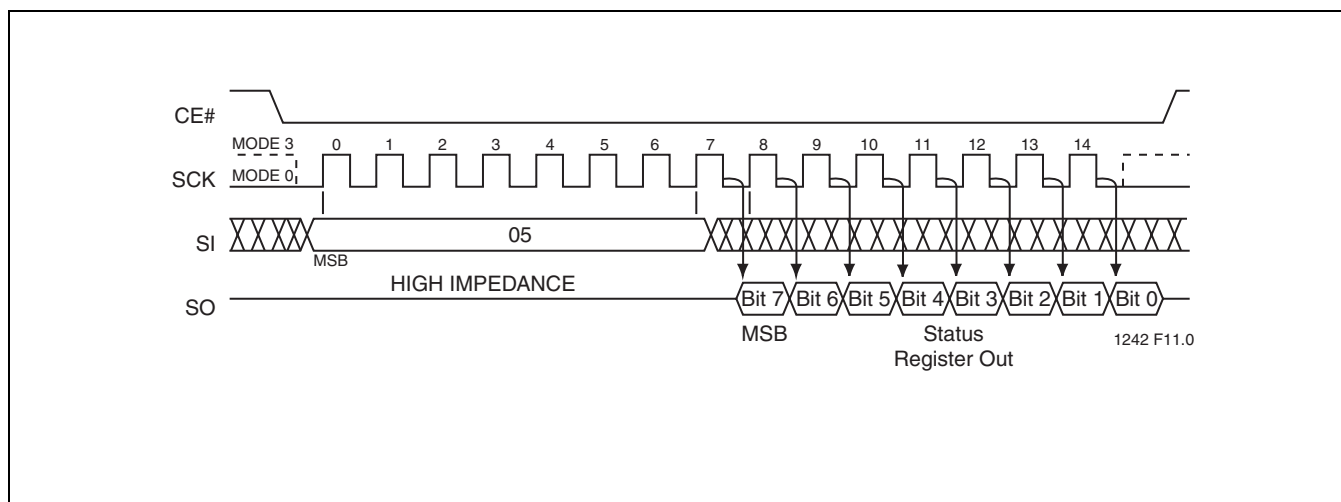 CE#
MODE 3 0 1 2 3 4 5 6 7 8 9 10 11 12 13 14
SCK MODE 0
SI 05
MSB
HIGH IMPEDANCE
SO Bit 7 Bit 6 Bit 5 Bit 4 Bit 3 Bit 2 Bit 1 Bit 0
MSB Status
Register Out
1242 F11.0